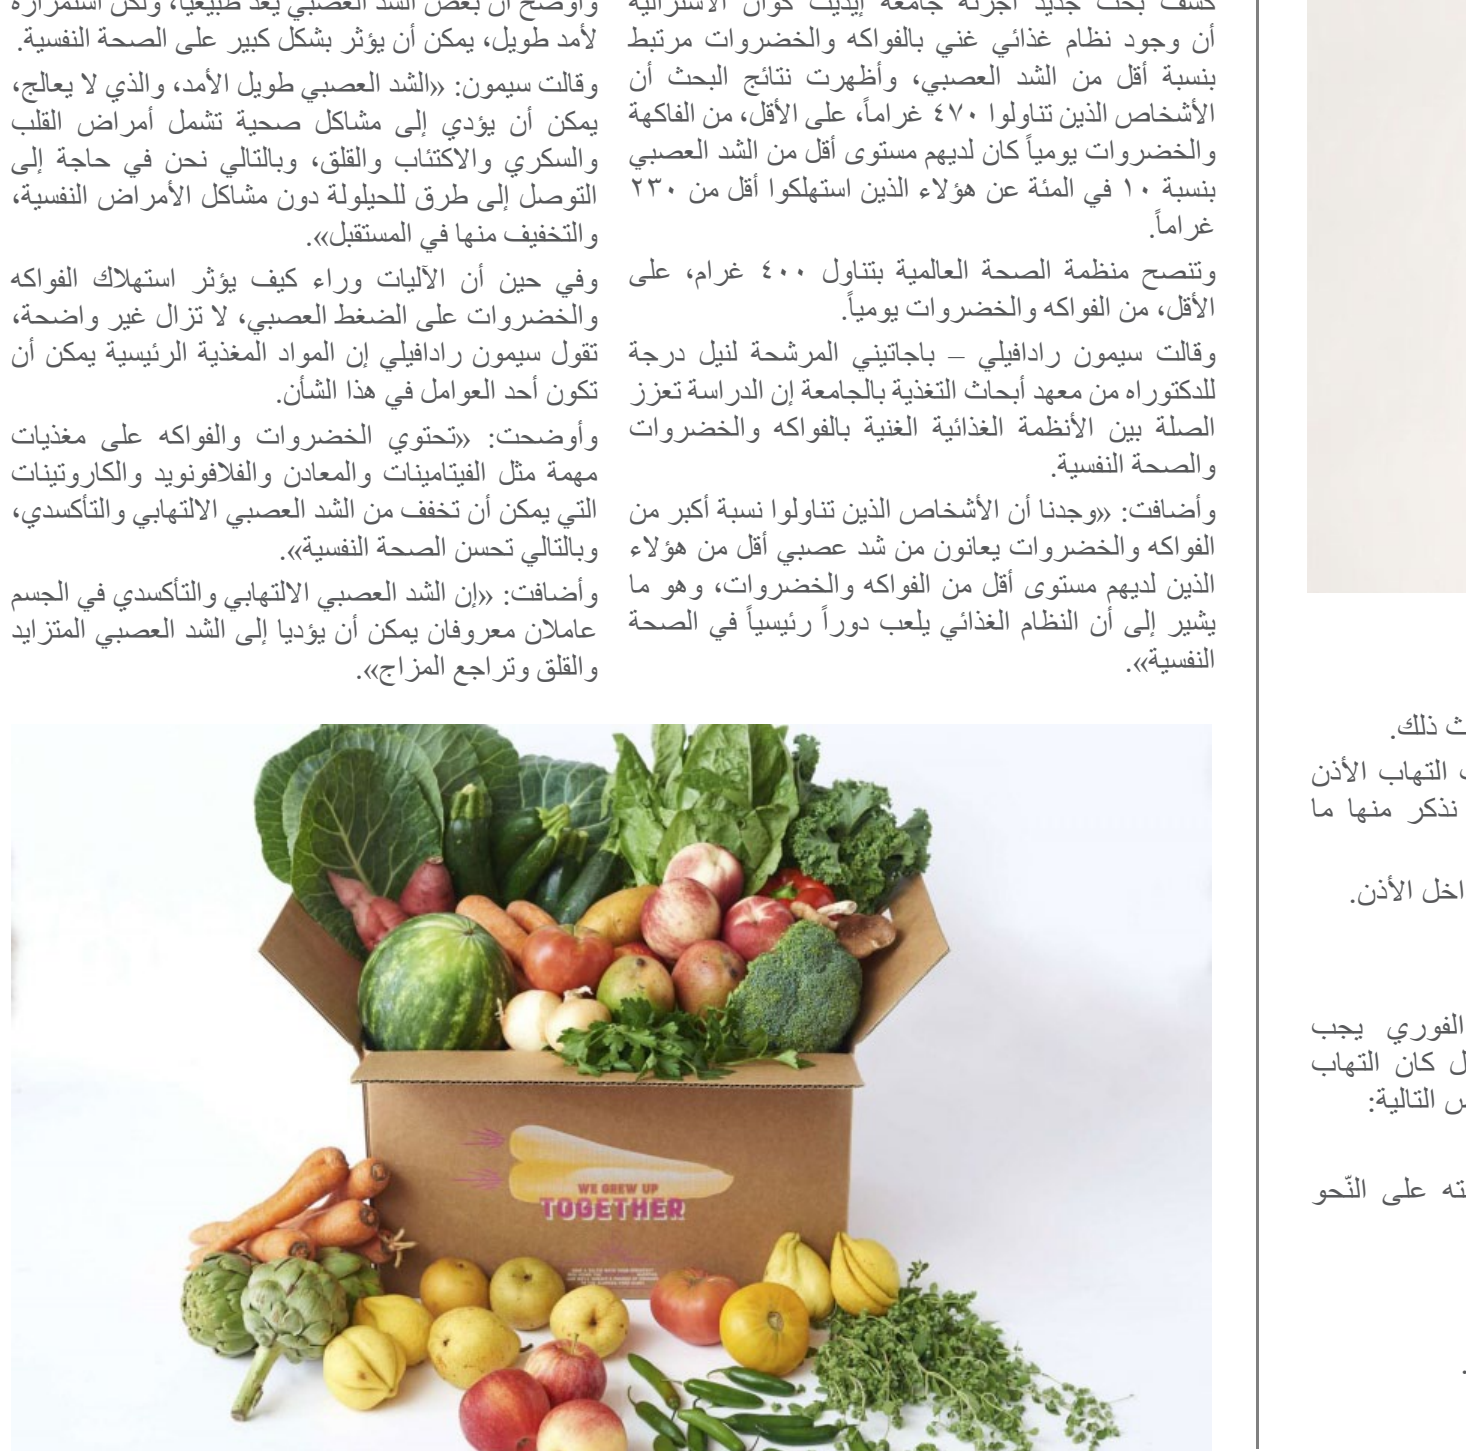 كشف بحث جديد أجرته جامعة إيديث كوان الأسترالية
أن وجود نظام غذائي غني بالفواكه والخضروات مرتبط
بنسبة أقل من الشد العصبي، وأظهرت نتائج البحث أن
الأشخاص الذين تناولوا ٤٧٠ غراماً، على الأقل، من الفاكهة
والخضروات يومياً كان لديهم مستوى أقل من الشد العصبي
بنسبة ١٠ في المئة عن هؤلاء الذين استهلكوا أقل من ٢٣٠
غراماً.
وتنصح منظمة الصحة العالمية بتناول ٤٠٠ غرام، على
الأقل، من الفواكه والخضروات يومياً.
وقالت سيمون رادافيلي – باجاتيني المرشحة لنيل درجة
للدكتوراه من معهد أبحاث التغذية بالجامعة إن الدراسة تعزز
الصلة بين الأنظمة الغذائية الغنية بالفواكه والخضروات
والصحة النفسية.
وأضافت: «وجدنا أن الأشخاص الذين تناولوا نسبة أكبر من
الفواكه والخضروات يعانون من شد عصبي أقل من هؤلاء
الذين لديهم مستوى أقل من الفواكه والخضروات، وهو ما
يشير إلى أن النظام الغذائي يلعب دوراً رئيسياً في الصحة
النفسية».
وأوضح أن بعض الشد العصبي يعد طبيعياً، ولكن استمراره
لأمد طويل، يمكن أن يؤثر بشكل كبير على الصحة النفسية.
وقالت سيمون: «الشد العصبي طويل الأمد، والذي لا يعالج،
يمكن أن يؤدي إلى مشاكل صحية تشمل أمراض القلب
والسكري والاكتئاب والقلق، وبالتالي نحن في حاجة إلى
التوصل إلى طرق للحيلولة دون مشاكل الأمراض النفسية،
والتخفيف منها في المستقبل».
وفي حين أن الآليات وراء كيف يؤثر استهلاك الفواكه
والخضروات على الضغط العصبي، لا تزال غير واضحة،
تقول سيمون رادافيلي إن المواد المغذية الرئيسية يمكن أن
تكون أحد العوامل في هذا الشأن.
وأوضحت: «تحتوي الخضروات والفواكه على مغذيات
مهمة مثل الفيتامينات والمعادن والفلافونويد والكاروتينات
التي يمكن أن تخفف من الشد العصبي الالتهابي والتأكسدي،
وبالتالي تحسن الصحة النفسية».
وأضافت: «إن الشد العصبي الالتهابي والتأكسدي في الجسم
عاملان معروفان يمكن أن يؤديا إلى الشد العصبي المتزايد
والقلق وتراجع المزاج».
ذلك.
التهاب الأذن
نذكر منها ما
الأذن.
الفوري يجب
كان التهاب
التالية:
على النّحو
WE GREW UP
TOGETHER